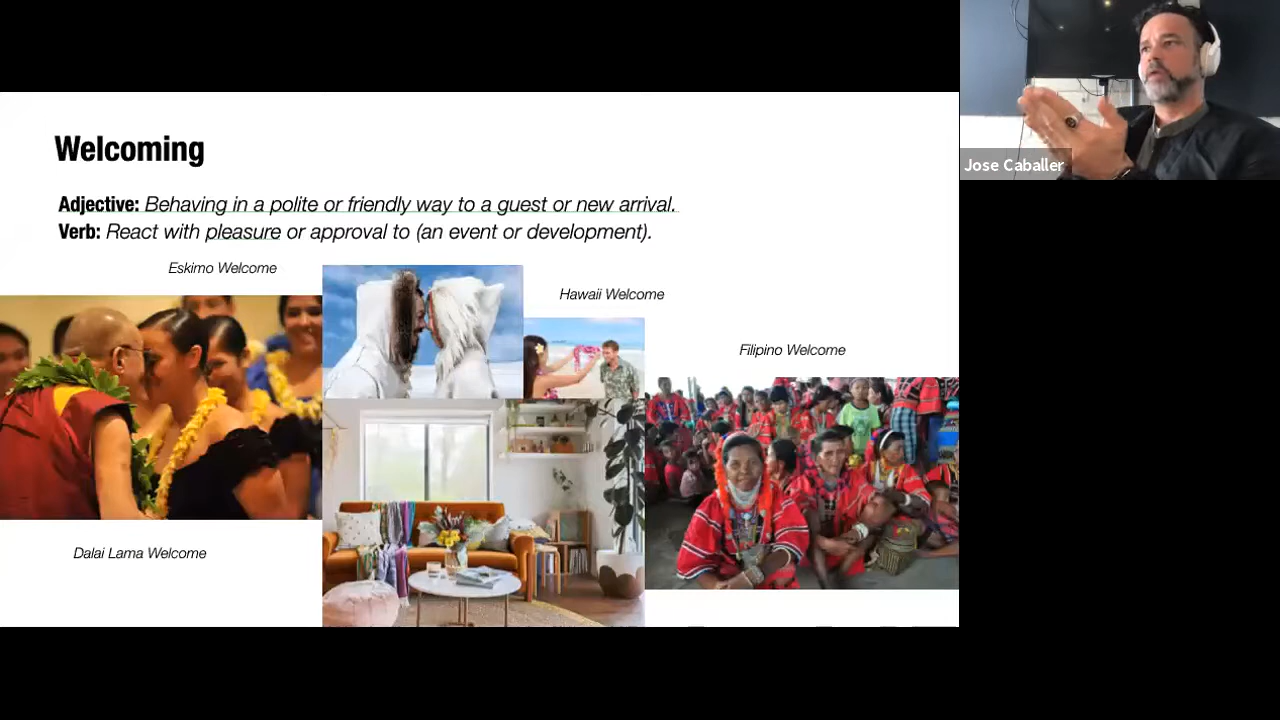 Welcoming
Adjective: Behaving in a polite or friendly way to a guest or new arrival.
Verb: React with pleasure or approval to (an event or development).
Eskimo Welcome
Hawaii Welcome
Filipino Welcome
Dalai Lama Welcome
Jose Caballer